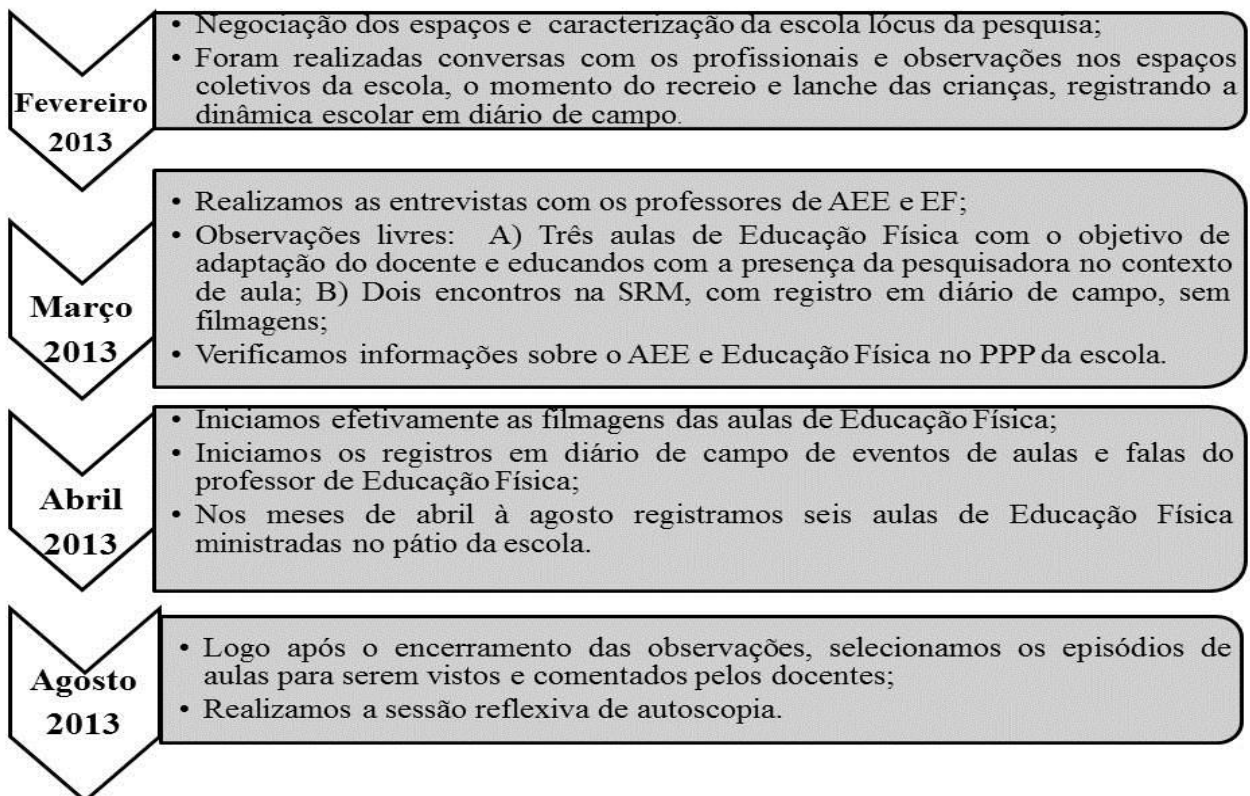 Fevereiro
2013
• Negociação dos espaços e caracterização da escola lócus da pesquisa;
• Foram realizadas conversas com os profissionais e observações nos espaços
coletivos da escola, o momento do recreio e lanche das crianças, registrando a
dinâmica escolar em diário de campo.
Março
2013
• Realizamos as entrevistas com os professores de AEE e EF;
• Observações livres: A) Três aulas de Educação Física com o objetivo de
adaptação do docente e educandos com a presença da pesquisadora no contexto
de aula; B) Dois encontros na SRM, com registro em diário de campo, sem
filmagens;
• Verificamos informações sobre o AEE e Educação Física no PPP da escola.
Abril
2013
• Iniciamos efetivamente as filmagens das aulas de Educação Física;
• Iniciamos os registros em diário de campo de eventos de aulas e falas do
professor de Educação Física;
• Nos meses de abril à agosto registramos seis aulas de Educação Física
ministradas no pátio da escola.
Agosto
2013
• Logo após o encerramento das observações, selecionamos os episódios de
aulas para serem vistos e comentados pelos docentes;
• Realizamos a sessão reflexiva de autoscopia.